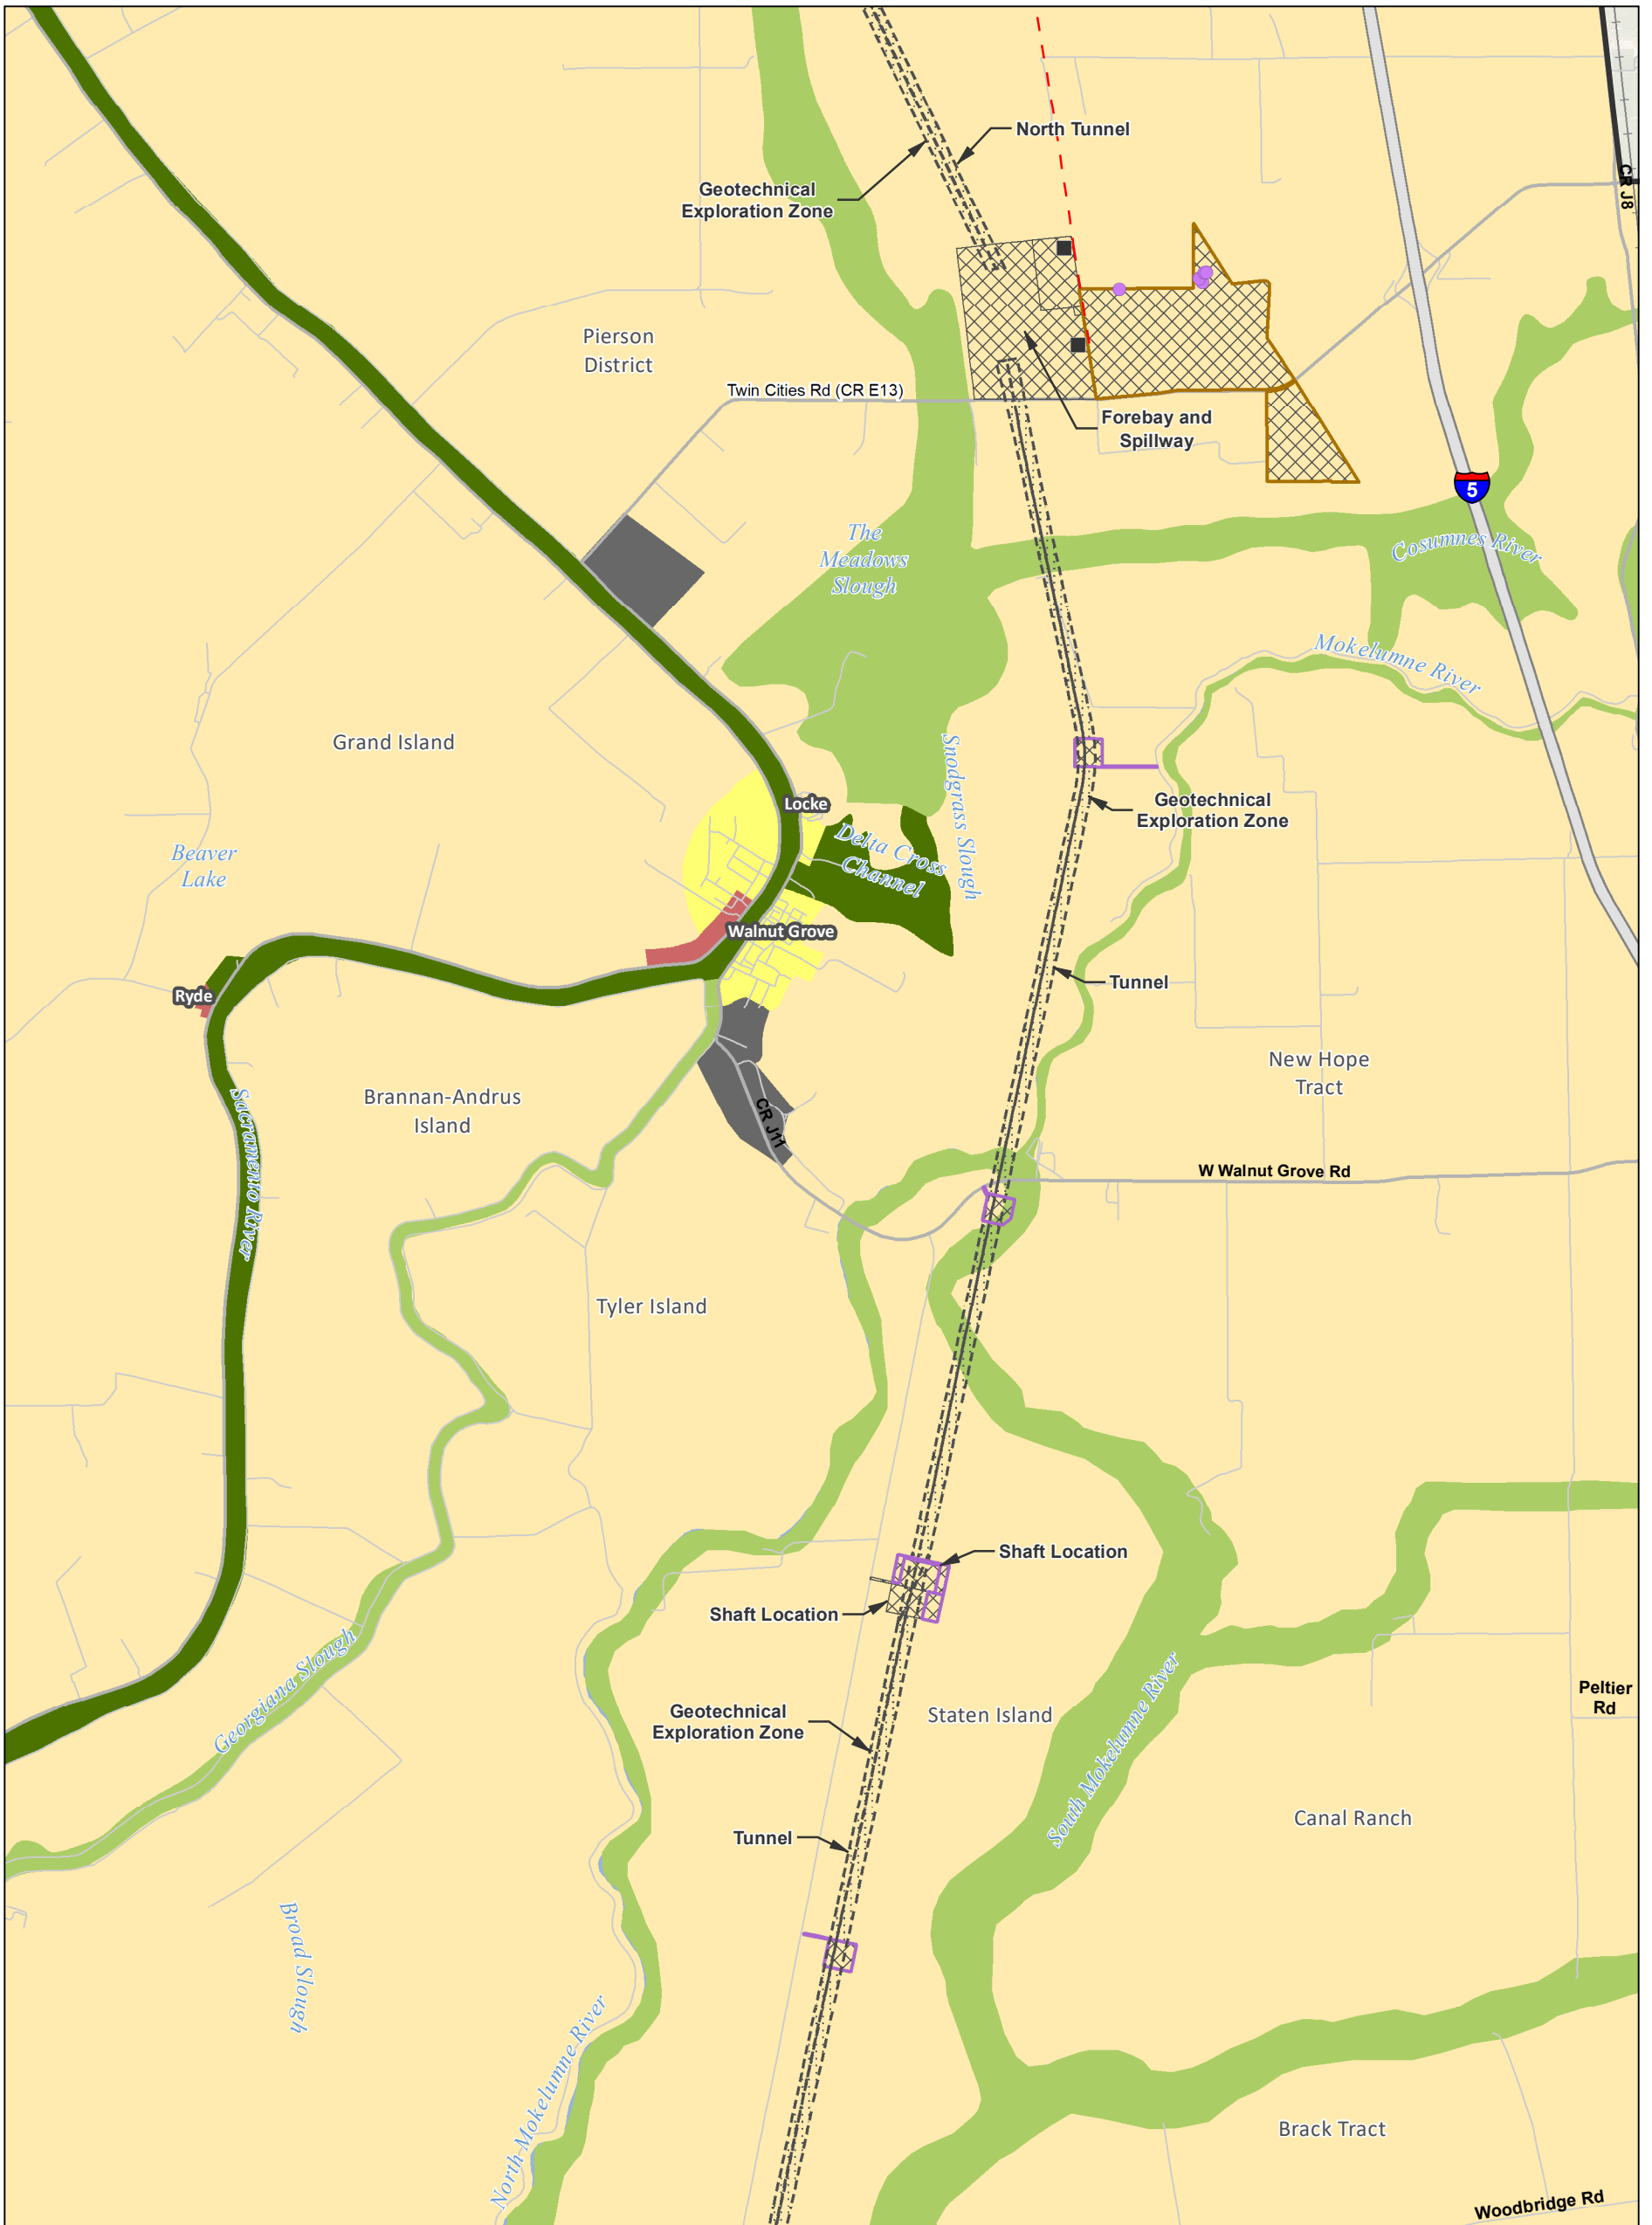 North Tunnel
CR J8
Geotechnical
Exploration Zone
Pierson
District
Twin Cities Rd (CR E13)
Forebay and
Spillway
5
The
Meadows
Slough
Cosumnes River
Mokelumne River
Grand Island
Snodgrass Slough
Locke
Geotechnical
Exploration Zone
Delta Cross
Channel
Beaver
Lake
Walnut Grove
Tunnel
Ryde
New Hope
Tract
Brannan-Andrus
Island
CR J11
Sacramento River
W Walnut Grove Rd
Tyler Island
Shaft Location
Shaft Location
Georgiana Slough
Peltier
Rd
Geotechnical
Exploration Zone
Staten Island
South Mokelumne River
Canal Ranch
Tunnel
Broad Slough
North Mokelumne River
Brack Tract
Woodbridge Rd